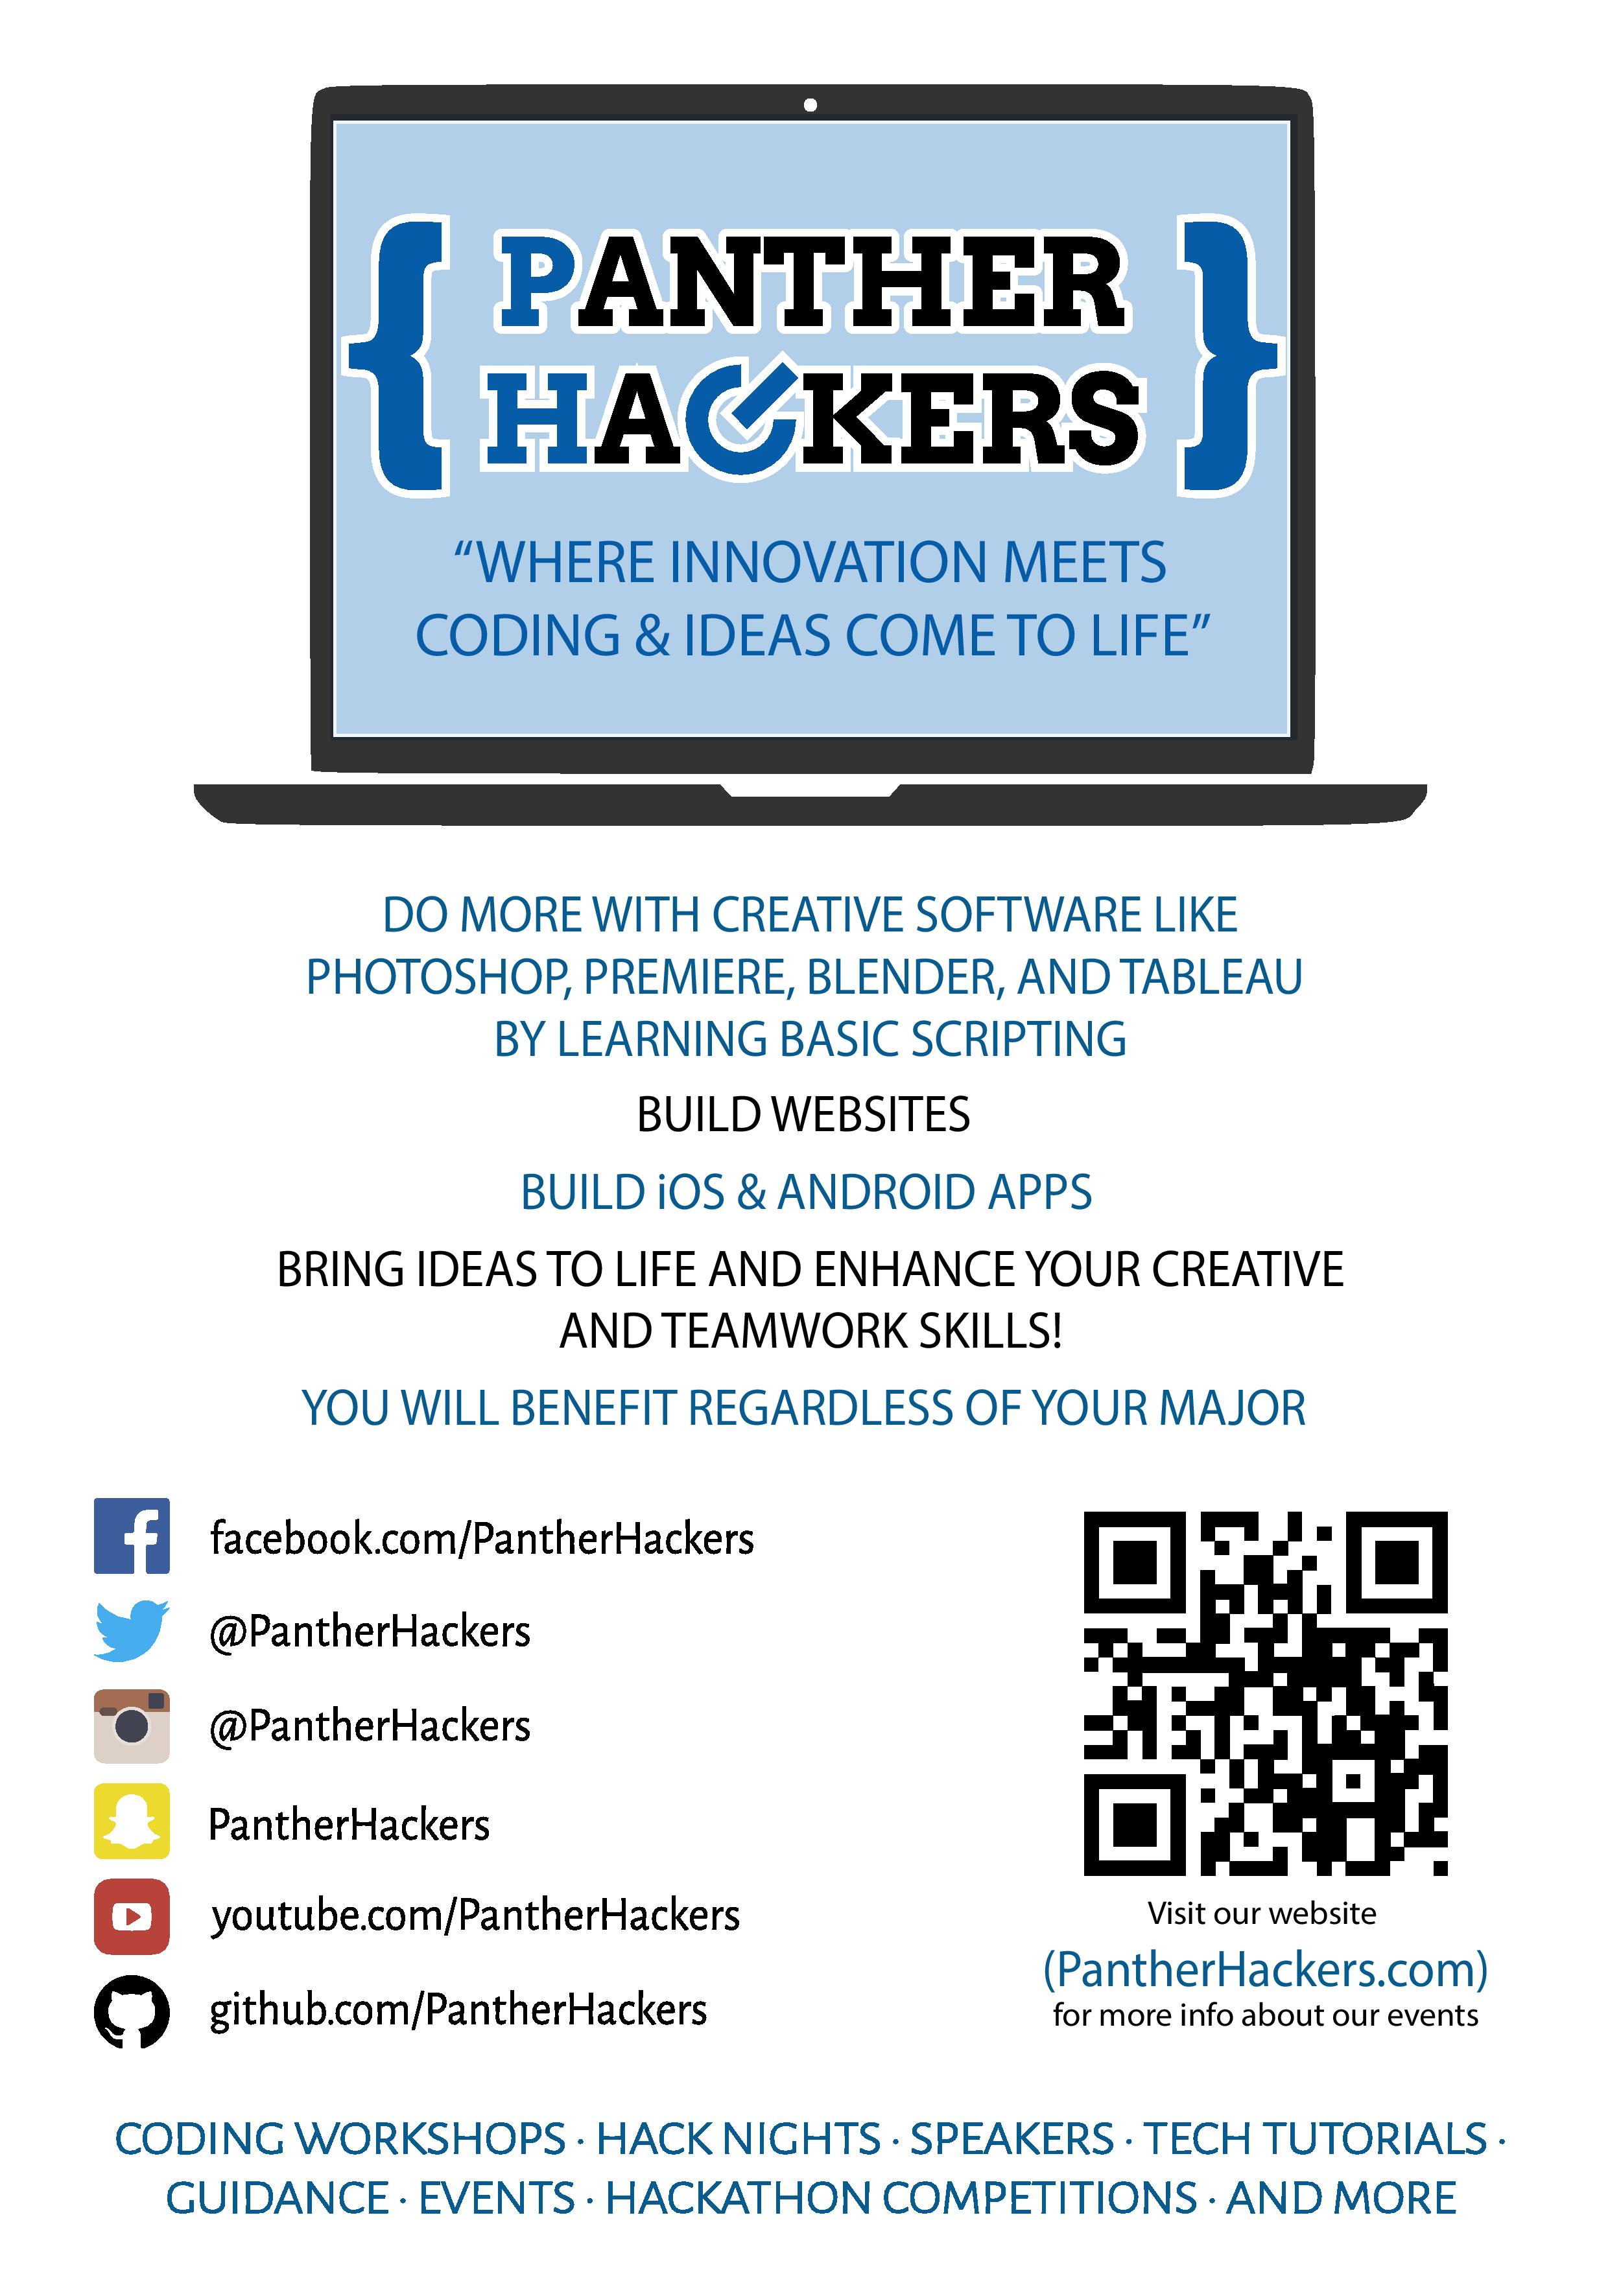 { PANTHER
HACKERS }
“WHERE INNOVATION MEETS
CODING & IDEAS COME TO LIFE”
DO MORE WITH CREATIVE SOFTWARE LIKE
PHOTOSHOP, PREMIERE, BLENDER, AND TABLEAU
BY LEARNING BASIC SCRIPTING
BUILD WEBSITES
BUILD iOS & ANDROID APPS
BRING IDEAS TO LIFE AND ENHANCE YOUR CREATIVE
AND TEAMWORK SKILLS!
YOU WILL BENEFIT REGARDLESS OF YOUR MAJOR
facebook.com/PantherHackers
@PantherHackers
@PantherHackers
PantherHackers
youtube.com/PantherHackers
github.com/PantherHackers
Visit our website
(PantherHackers.com)
for more info about our events
CODING WORKSHOPS · HACK NIGHTS · SPEAKERS · TECH TUTORIALS ·
GUIDANCE · EVENTS · HACKATHON COMPETITIONS · AND MORE